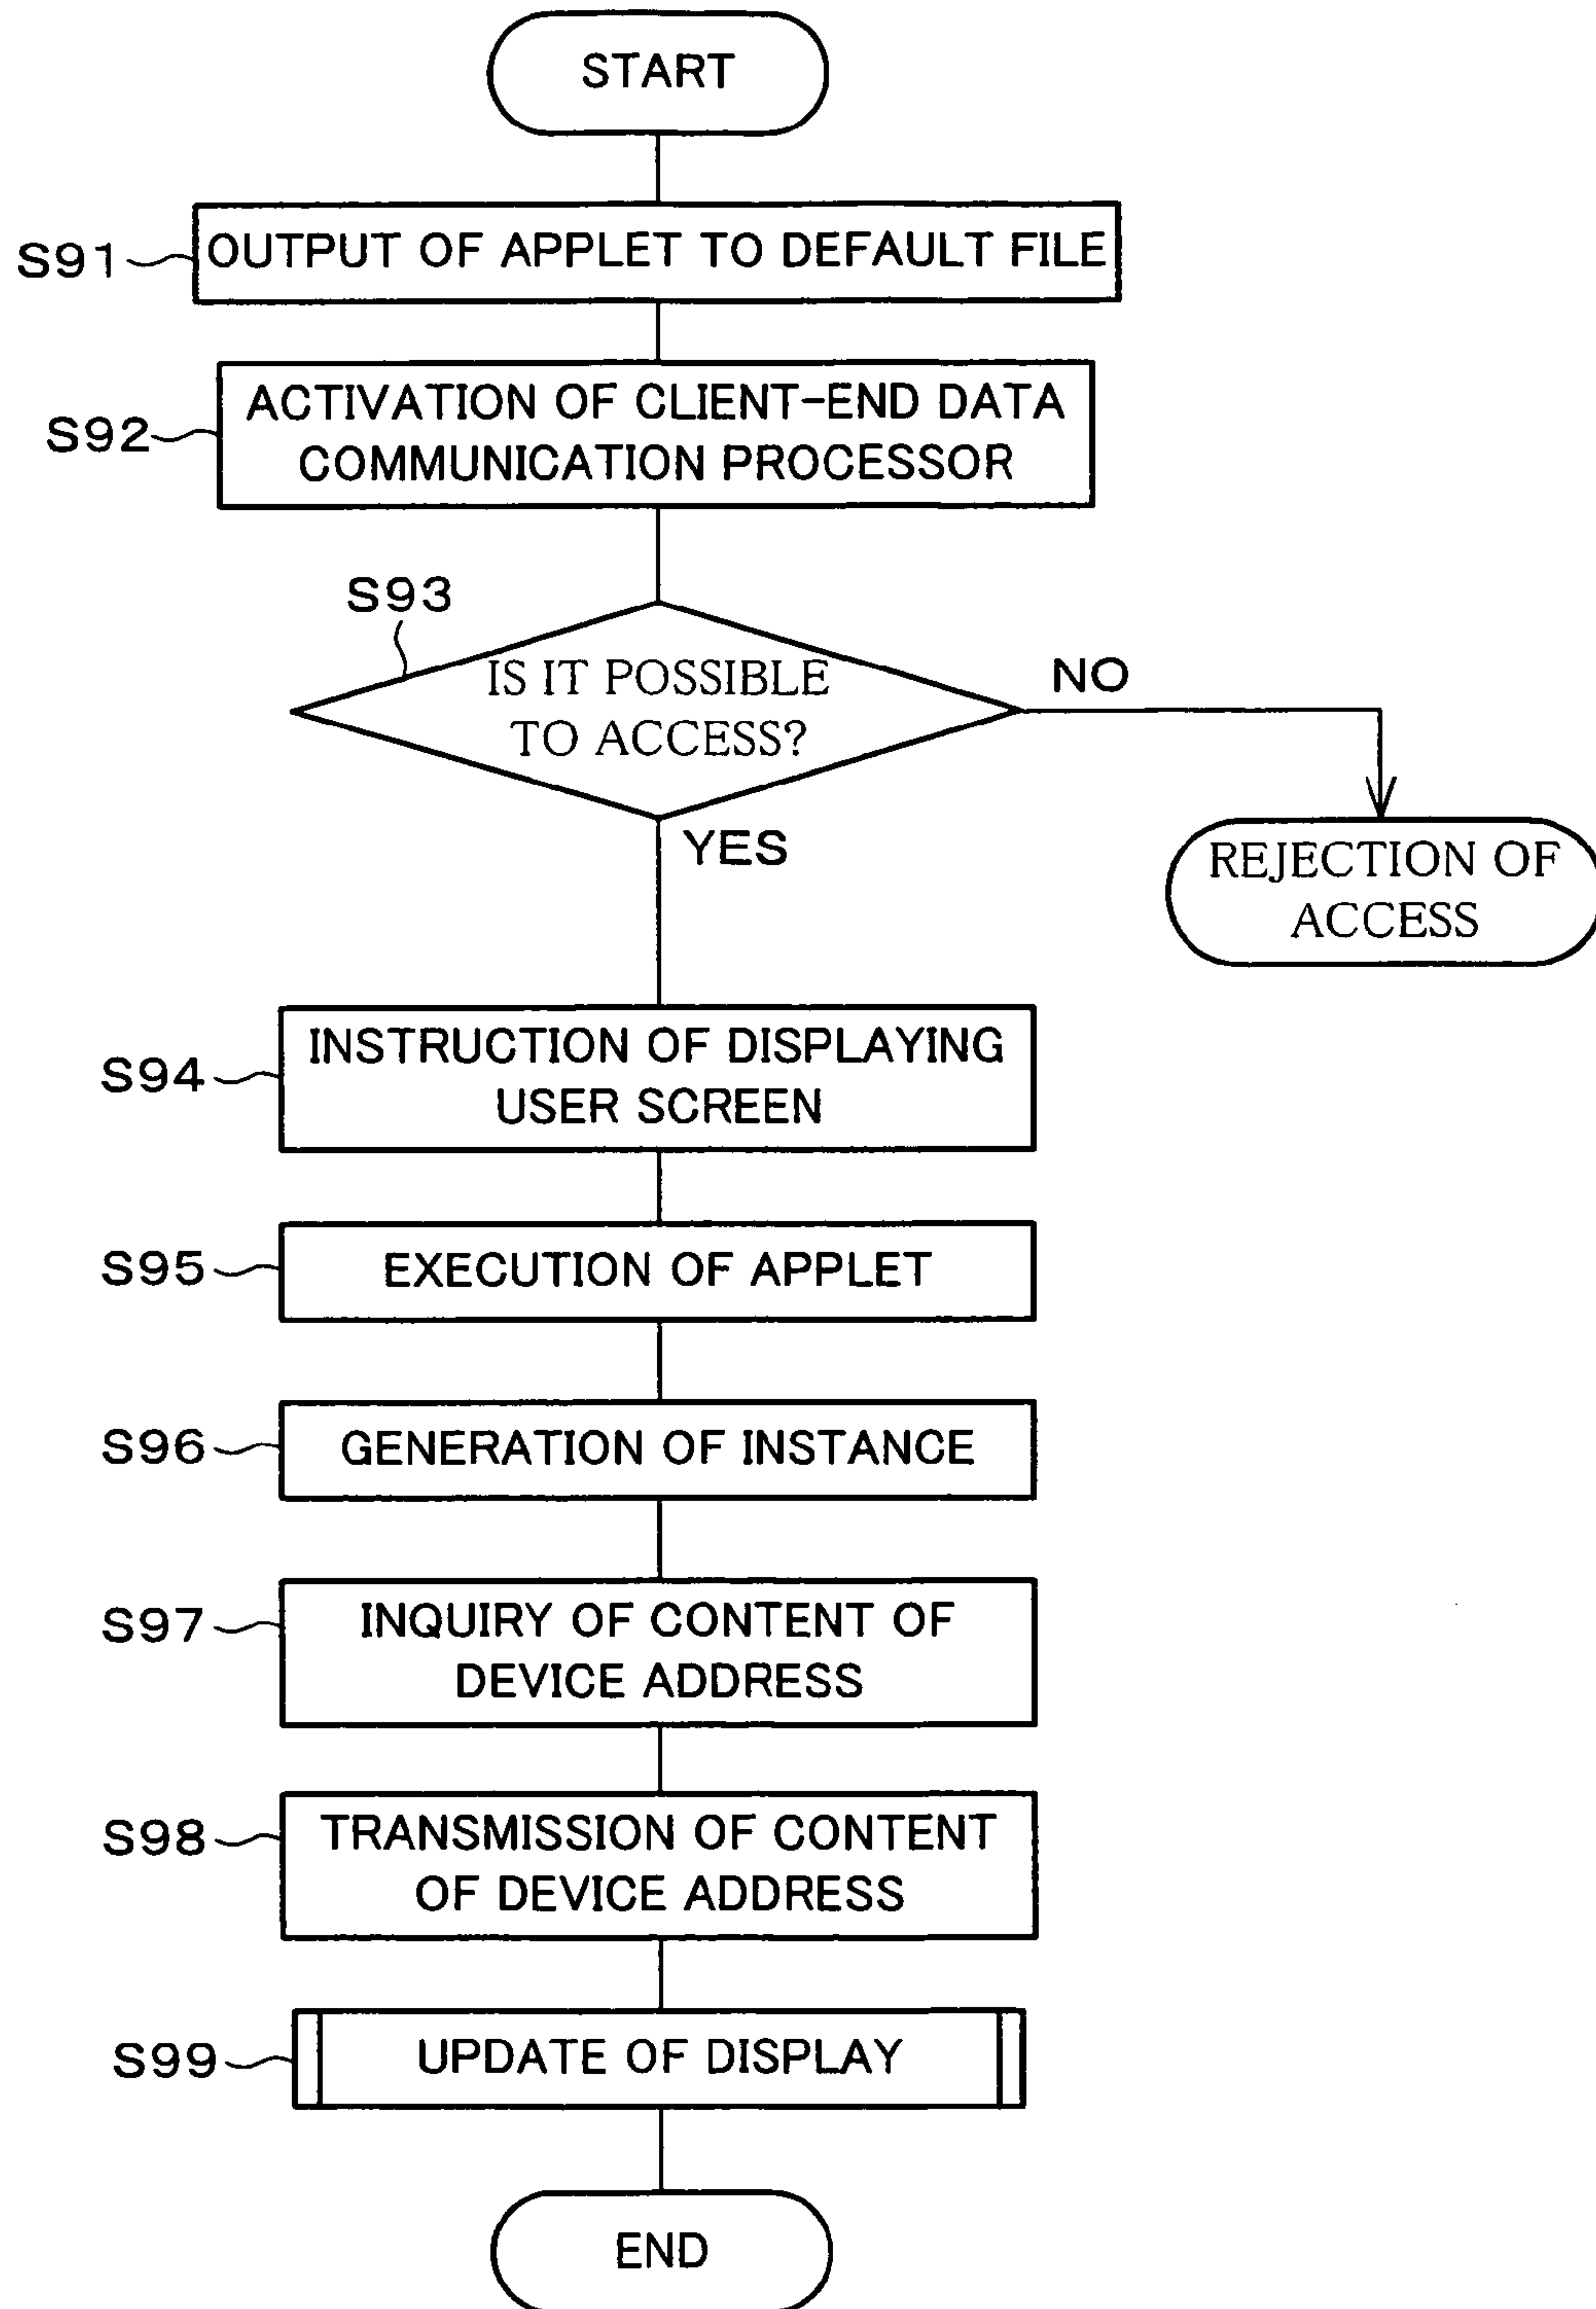 START
S91
OUTPUT OF APPLET TO DEFAULT FILE
S92
ACTIVATION OF CLIENT-END DATA
COMMUNICATION PROCESSOR
S93
IS IT POSSIBLE
TO ACCESS?
NO
YES
REJECTION OF
ACCESS
S94
INSTRUCTION OF DISPLAYING
USER SCREEN
S95
EXECUTION OF APPLET
S96
GENERATION OF INSTANCE
S97
INQUIRY OF CONTENT OF
DEVICE ADDRESS
S98
TRANSMISSION OF CONTENT
OF DEVICE ADDRESS
S99
UPDATE OF DISPLAY
END